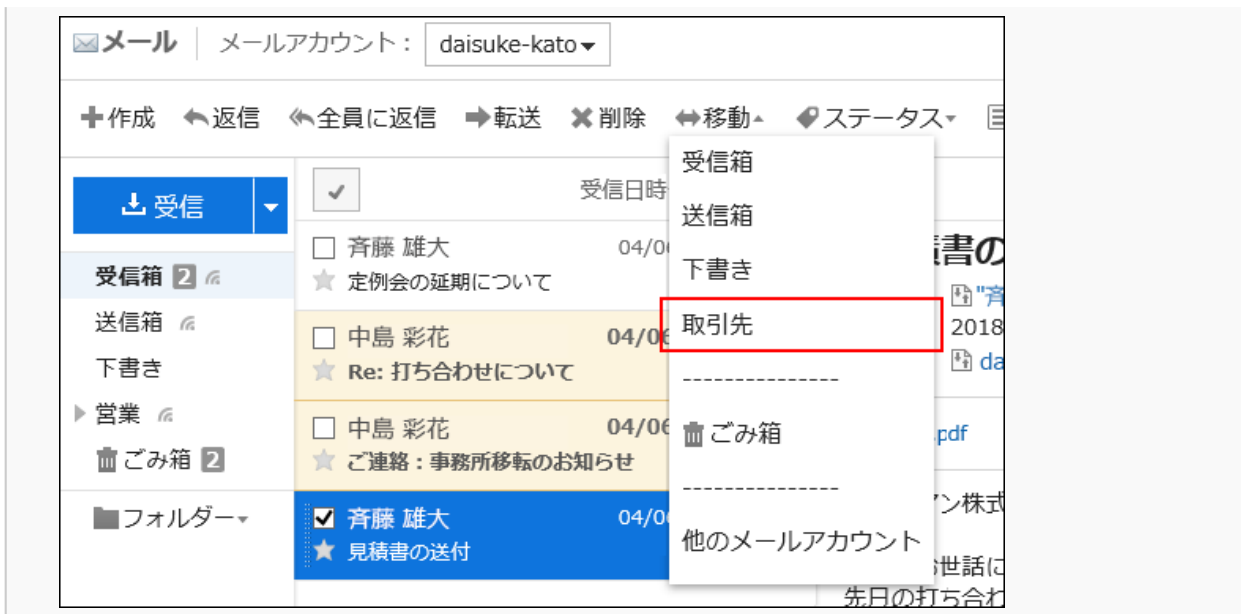 メール メールアカウント： daisuke-kato
作成 返信 全員に返信 転送 削除 移動 ステータス
受信
受信箱 2
送信箱
下書き
営業
ごみ箱 2
フォルダー
受信日時
斉藤 雄大 04/0
定例会の延期について
中島 彩花 04/06
Re: 打ち合わせについて
中島 彩花 04/06
ご連絡：事務所移転のお知らせ
斉藤 雄大 04/0
見積書の送付
受信箱
送信箱
下書き
取引先
---------------
ごみ箱
---------------
他のメールアカウント
書の
"斉
2018
da
.pdf
ン株式
世話に
先日の打ち合わ